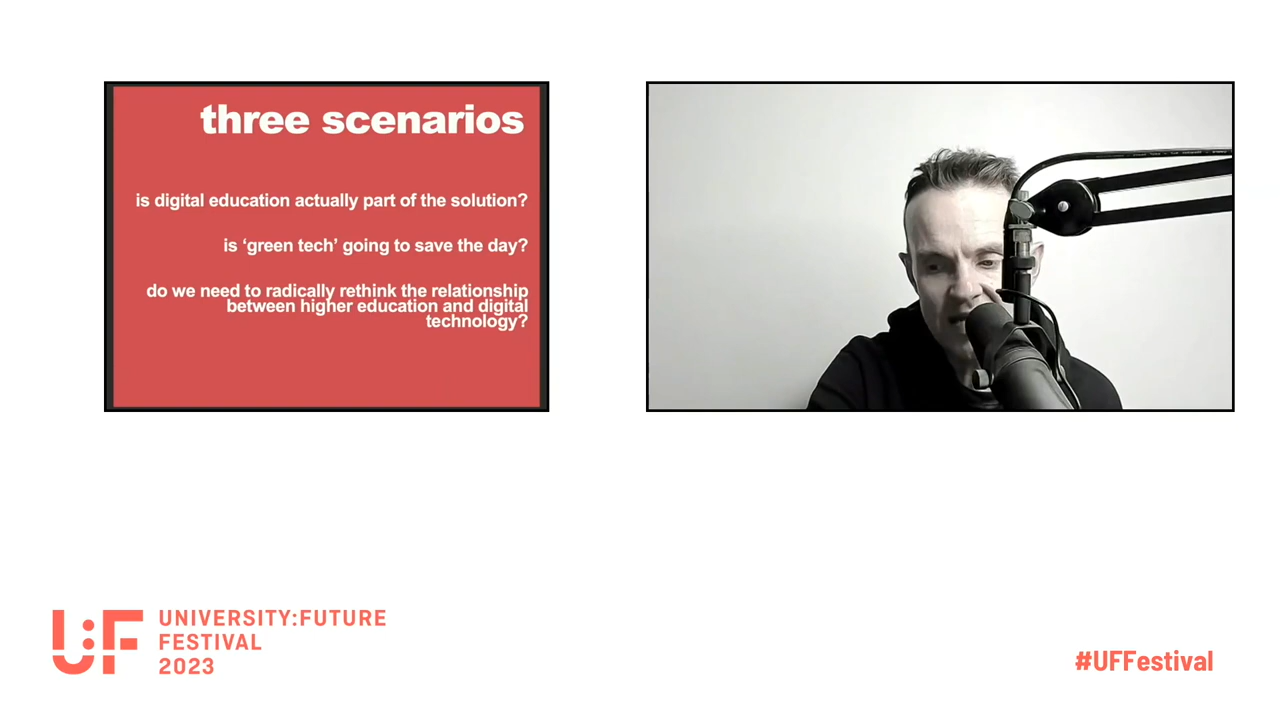 three scenarios
is digital education actually part of the solution?
is ‘green tech’ going to save the day?
do we need to radically rethink the relationship
between higher education and digital
technology?
U:F
UNIVERSITY:FUTURE
FESTIVAL
2023
#UFFestival